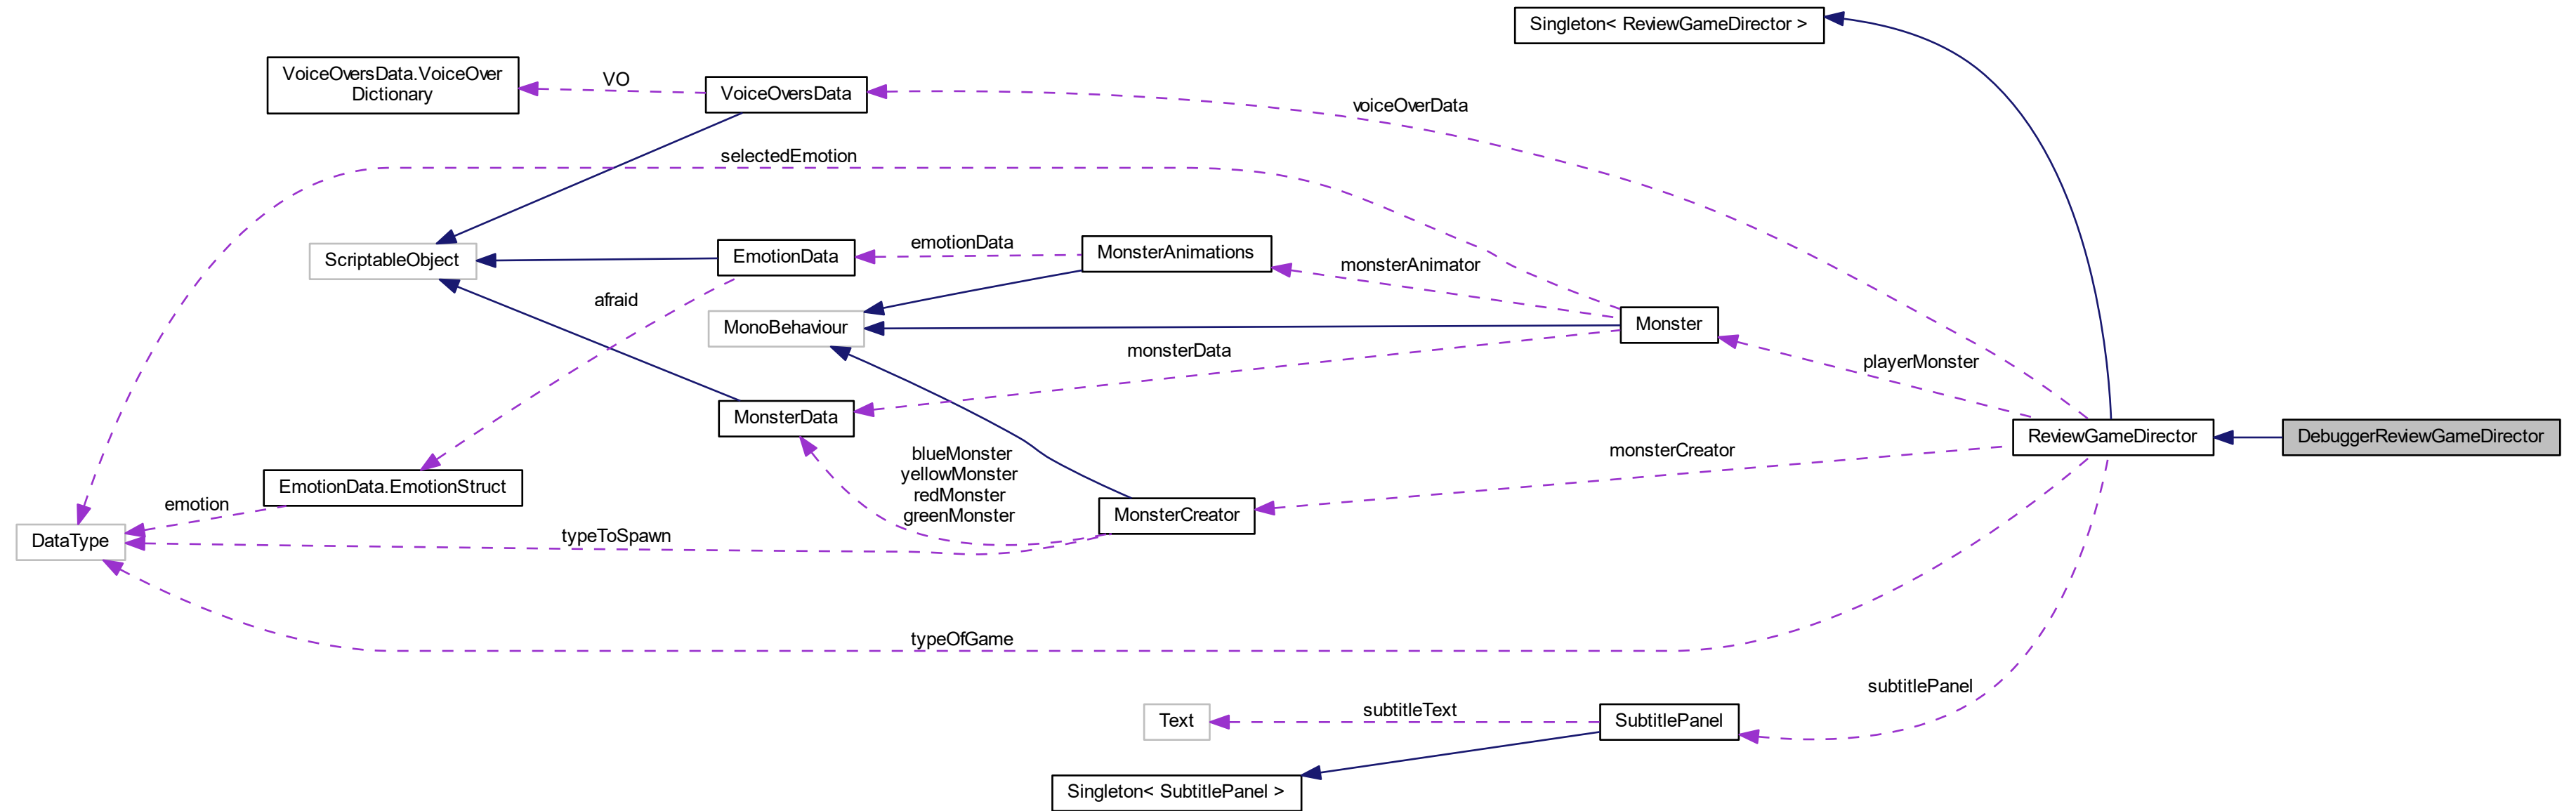 Singleton< ReviewGameDirector >
VoiceOversData.VoiceOver
Dictionary
VO
VoiceOversData
voiceOverData
selectedEmotion
ScriptableObject
EmotionData
emotionData
MonsterAnimations
monsterAnimator
afraid
MonoBehaviour
Monster
monsterData
playerMonster
MonsterData
ReviewGameDirector
DebuggerReviewGameDirector
blueMonster
yellowMonster
redMonster
greenMonster
monsterCreator
EmotionData.EmotionStruct
emotion
MonsterCreator
DataType
typeToSpawn
typeOfGame
subtitlePanel
Text
subtitleText
SubtitlePanel
Singleton< SubtitlePanel >